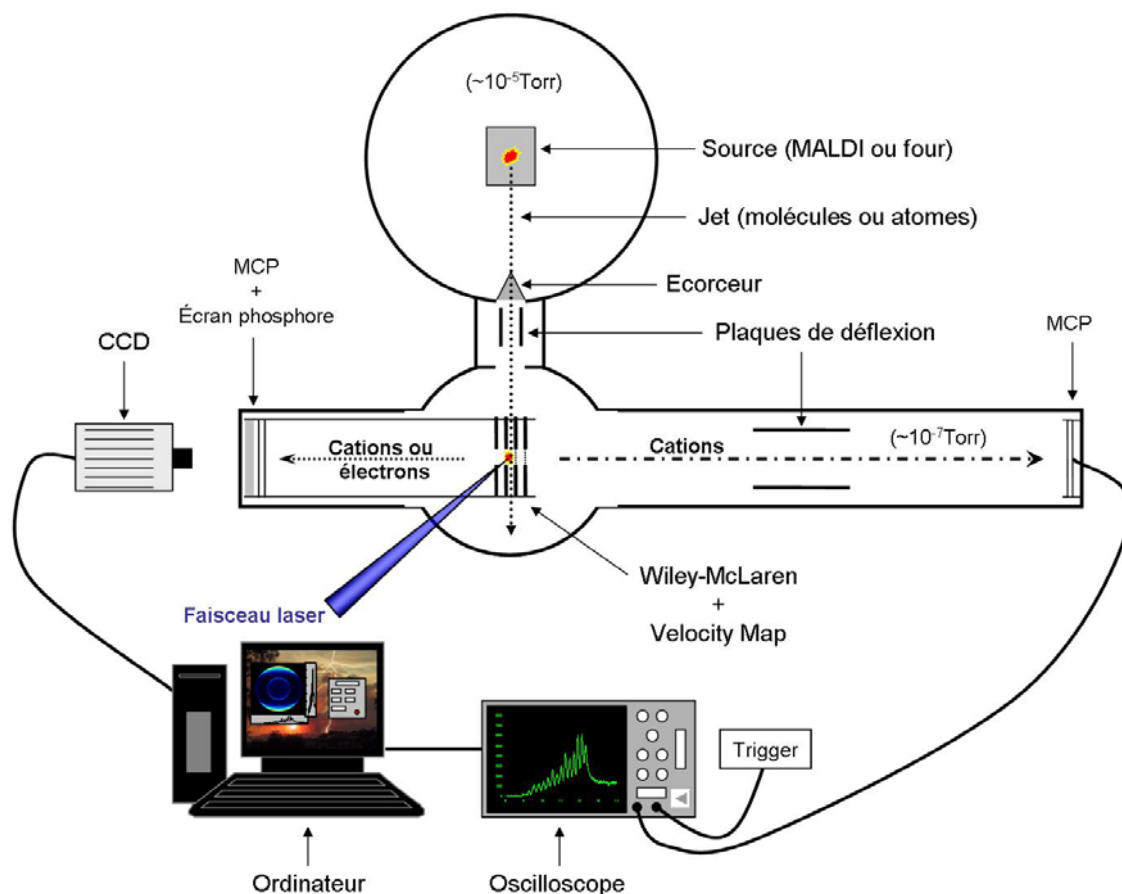 (~10⁻⁵Torr)
Source (MALDI ou four)
Jet (molécules ou atomes)
MCP
+
Écran phosphore
Ecorceur
Plaques de déflexion
MCP
CCD
Cations ou
électrons
Cations
(~10⁻⁷Torr)
Wiley-McLaren
+
Velocity Map
Faisceau laser
Trigger
Ordinateur
Oscilloscope